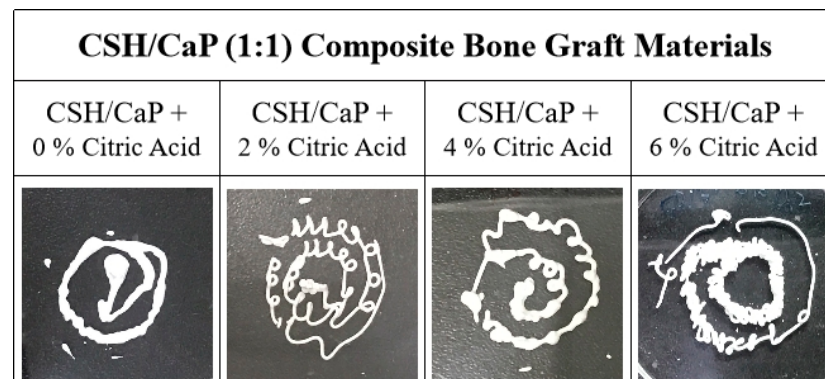 CSH/CaP (1:1) Composite Bone Graft Materials
CSH/CaP +
0 % Citric Acid
CSH/CaP +
2 % Citric Acid
CSH/CaP +
4 % Citric Acid
CSH/CaP +
6 % Citric Acid